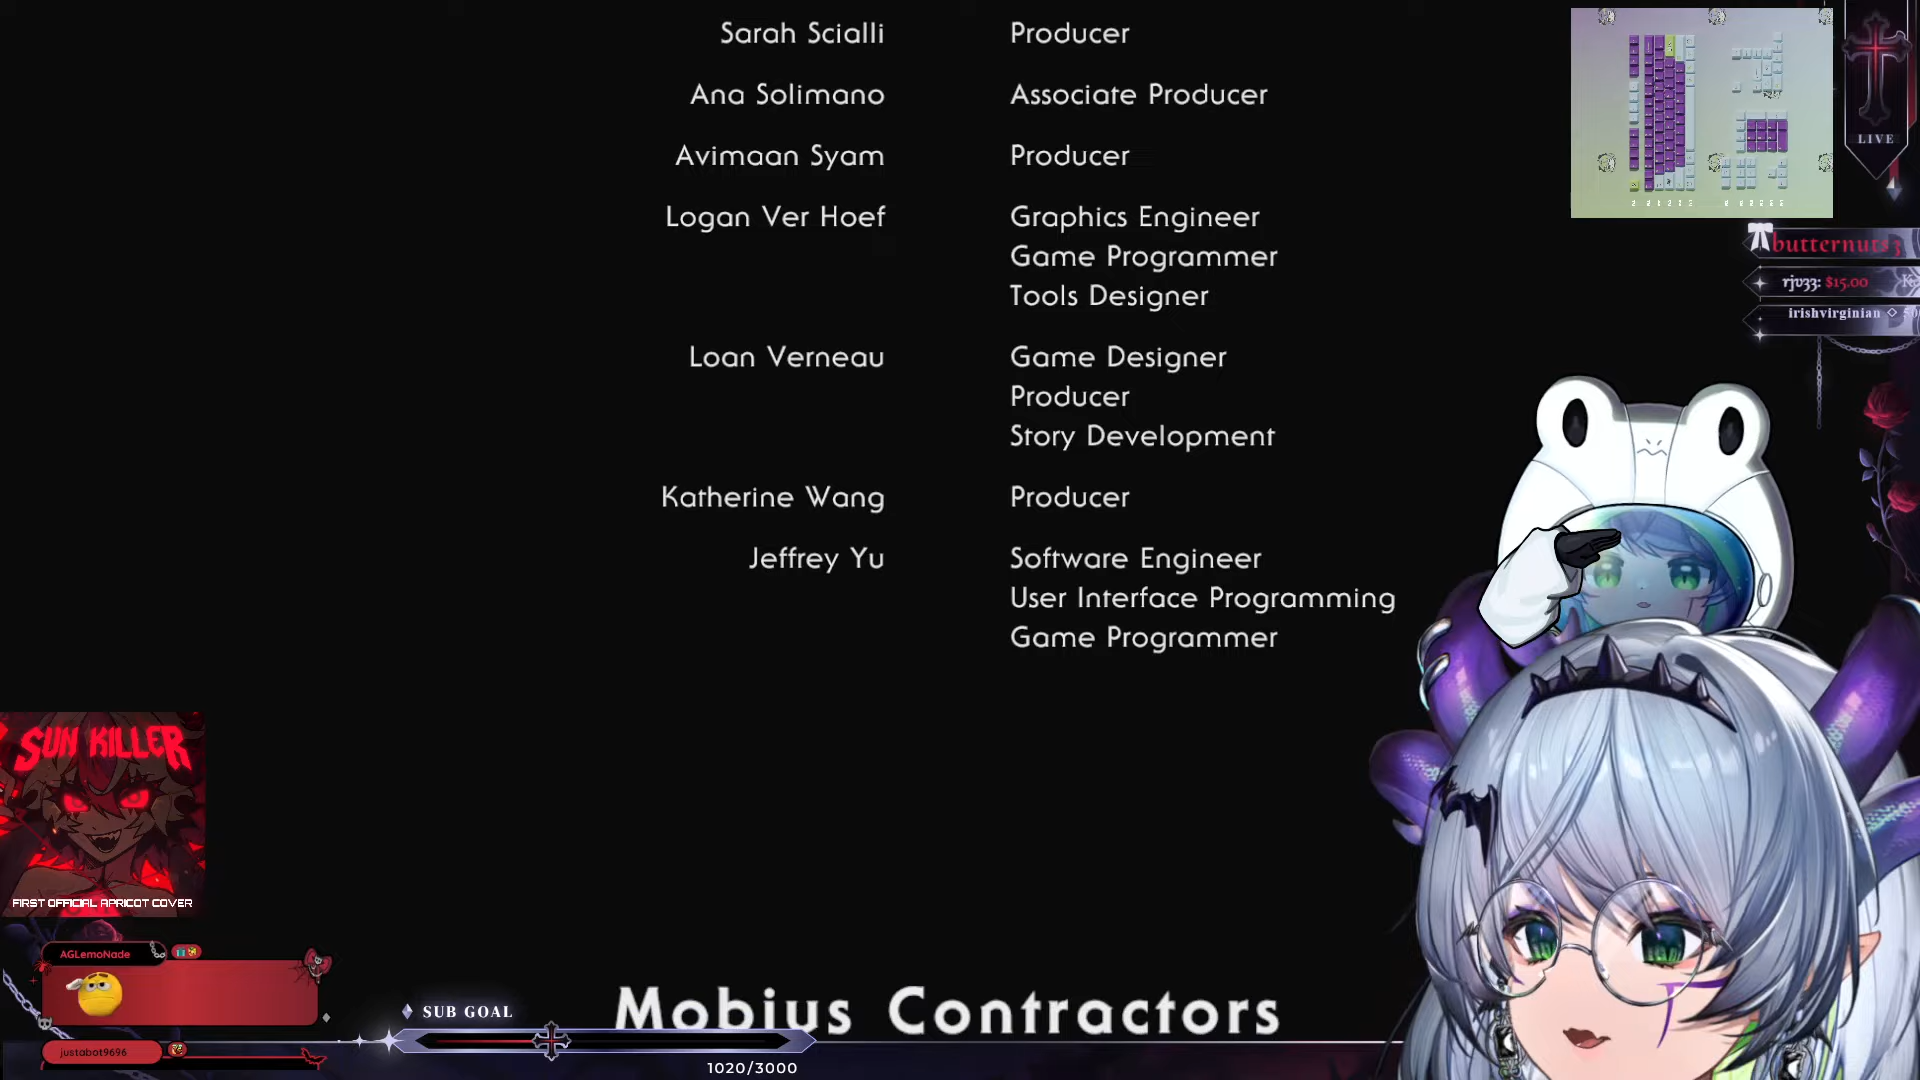 Sarah Scialli Producer
Ana Solimano Associate Producer
Avimaan Syam Producer
Logan Ver Hoef Graphics Engineer
Game Programmer
Tools Designer
Loan Verneau Game Designer
Producer
Story Development
Katherine Wang Producer
Jeffrey Yu Software Engineer
User Interface Programming
Game Programmer
Mobius Contractors
LIVE
butternuts3
rjv33: $15.00
irishvirginian
SUN KILLER
FIRST OFFICIAL APRICOT COVER
AGLemoNade
justabot9696
SUB GOAL
1020/3000